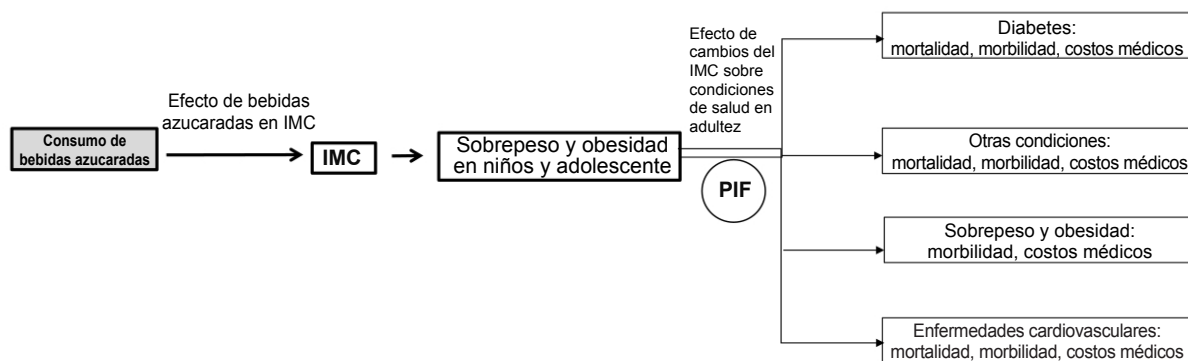 Consumo de
bebidas azucaradas
Efecto de bebidas
azucaradas en IMC
IMC
Sobrepeso y obesidad
en niños y adolescente
Efecto de
cambios del
IMC sobre
condiciones
de salud en
adultez
PIF
Diabetes:
mortalidad, morbilidad, costos médicos
Otras condiciones:
mortalidad, morbilidad, costos médicos
Sobrepeso y obesidad:
morbilidad, costos médicos
Enfermedades cardiovasculares:
mortalidad, morbilidad, costos médicos